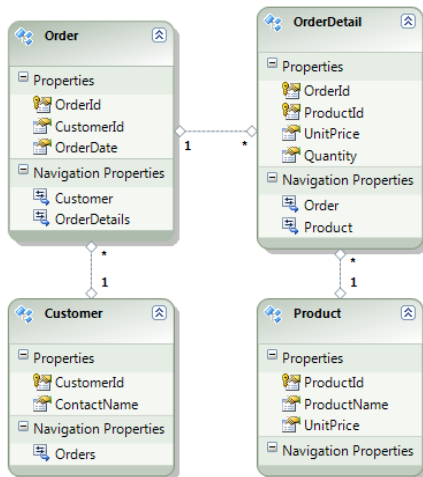 Order
Properties
OrderId
CustomerId
OrderDate
Navigation Properties
Customer
OrderDetails
OrderDetail
Properties
OrderId
ProductId
UnitPrice
Quantity
Navigation Properties
Order
Product
1
*
*
1
*
1
Customer
Properties
CustomerId
ContactName
Navigation Properties
Orders
Product
Properties
ProductId
ProductName
UnitPrice
Navigation Properties